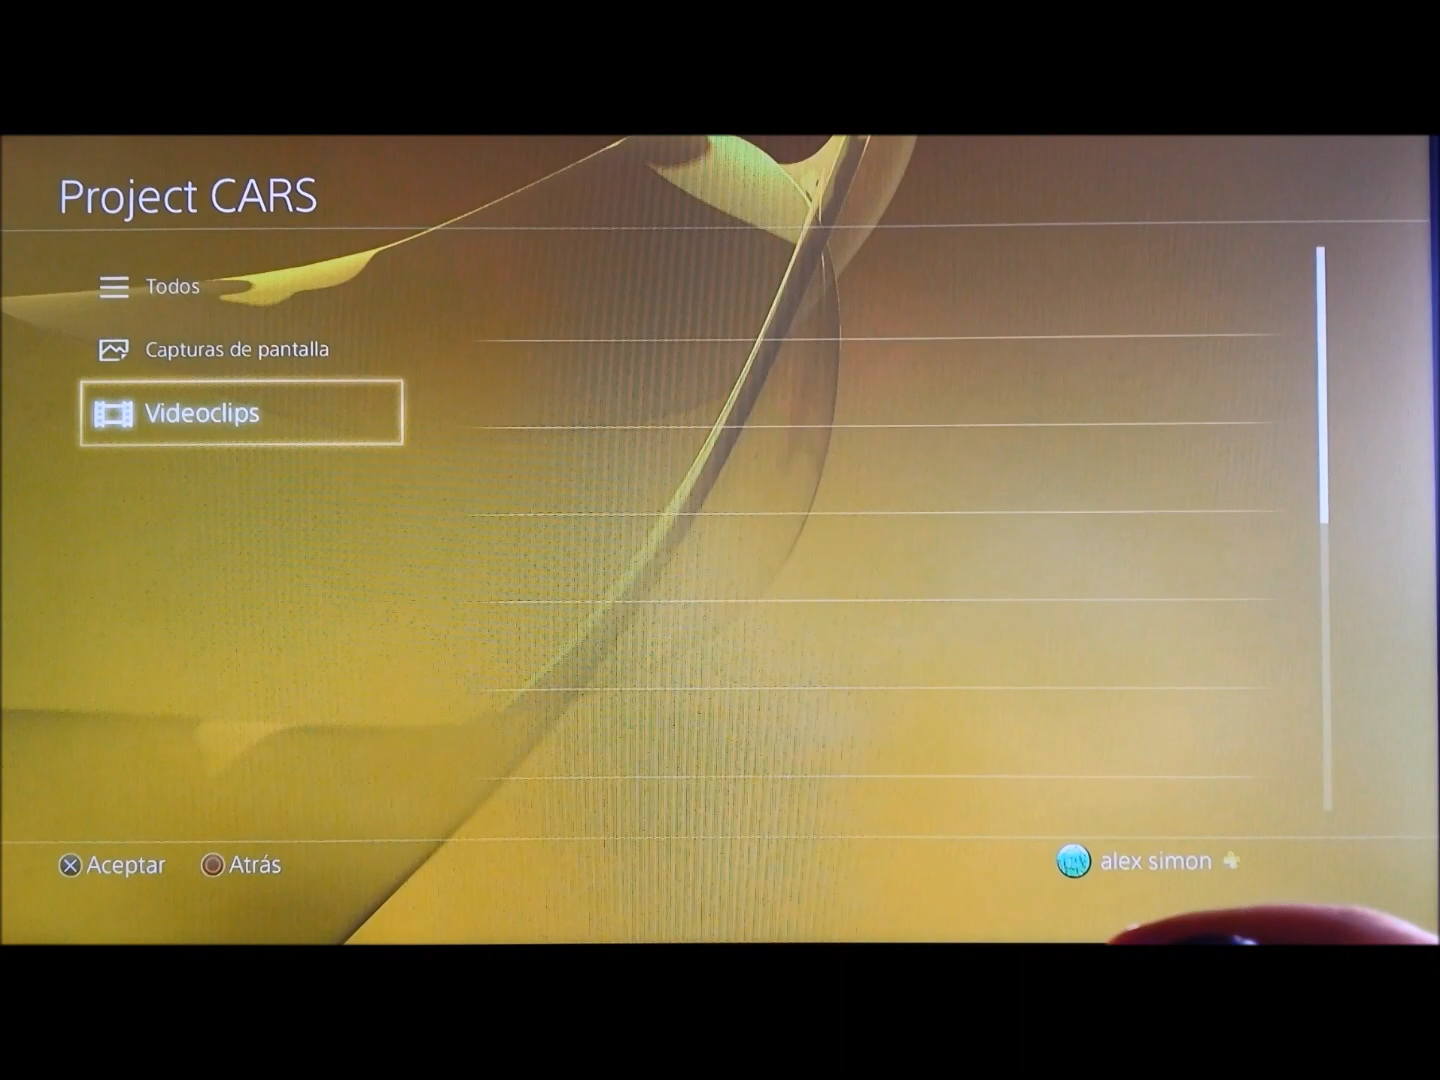 Project CARS
Todos
Capturas de pantalla
Videoclips
Aceptar
Atrás
alex simon